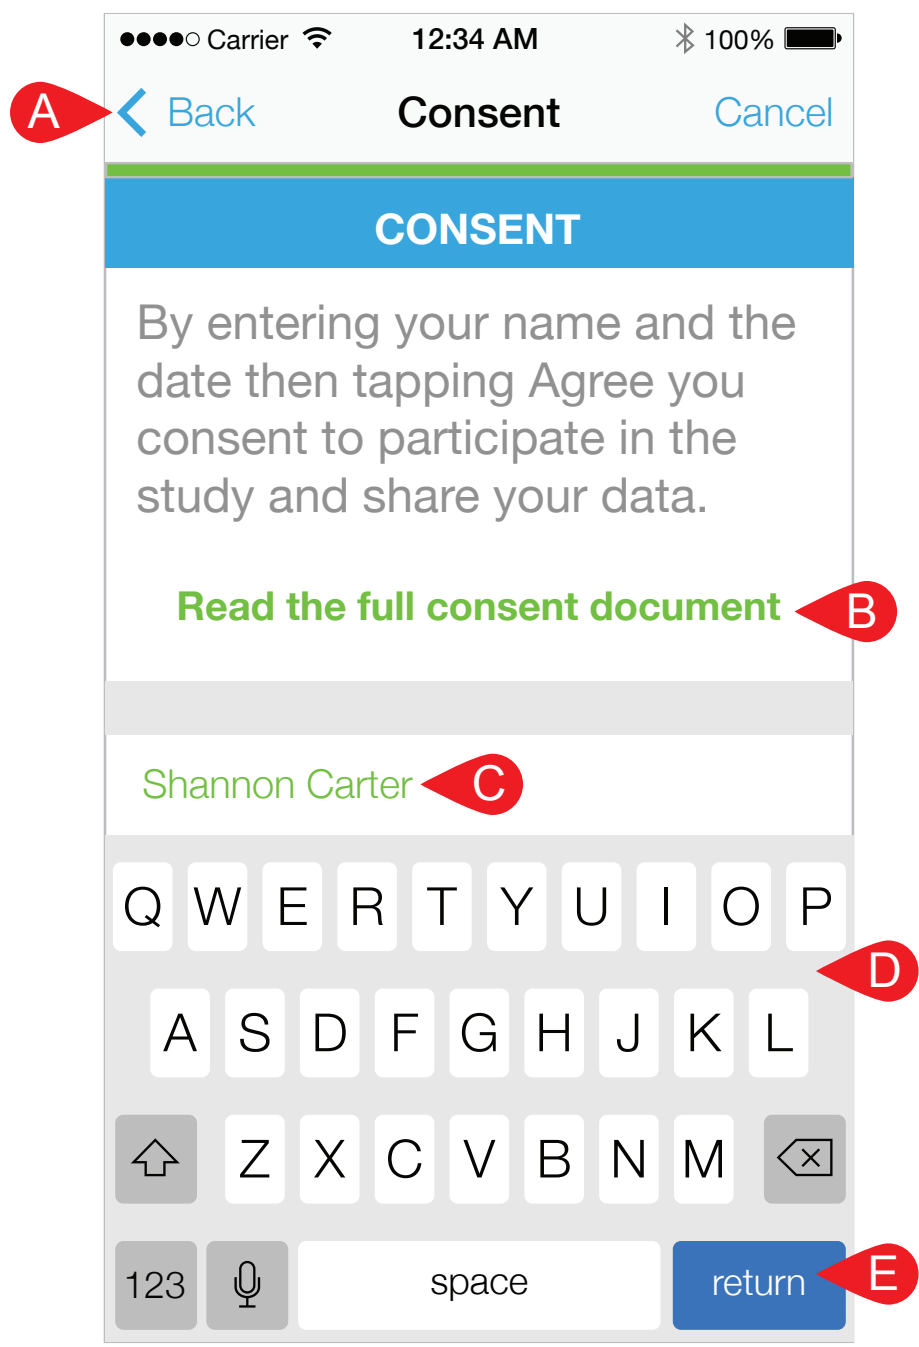 Carrier 12:34 AM 100%
A Back Consent Cancel
CONSENT
By entering your name and the
date then tapping Agree you
consent to participate in the
study and share your data.
Read the full consent document B
Shannon Carter C
Q W E R T Y U I O P
D
A S D F G H J K L
Z X C V B N M
123 space return E